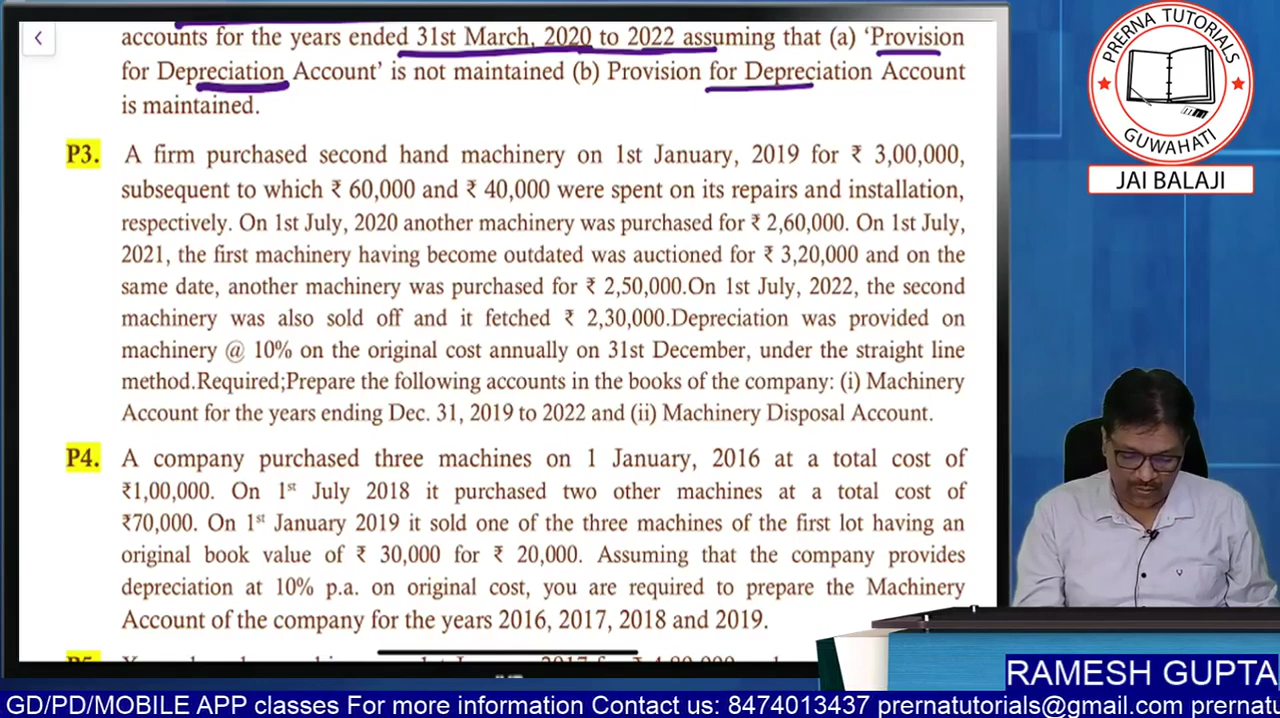 accounts for the years ended 31st March, 2020 to 2022 assuming that (a) ‘Provision
for Depreciation Account’ is not maintained (b) Provision for Depreciation Account
is maintained.
P3. A firm purchased second hand machinery on 1st January, 2019 for ₹ 3,00,000,
subsequent to which ₹ 60,000 and ₹ 40,000 were spent on its repairs and installation,
respectively. On 1st July, 2020 another machinery was purchased for ₹ 2,60,000. On 1st July,
2021, the first machinery having become outdated was auctioned for ₹ 3,20,000 and on the
same date, another machinery was purchased for ₹ 2,50,000.On 1st July, 2022, the second
machinery was also sold off and it fetched ₹ 2,30,000.Depreciation was provided on
machinery @ 10% on the original cost annually on 31st December, under the straight line
method.Required;Prepare the following accounts in the books of the company: (i) Machinery
Account for the years ending Dec. 31, 2019 to 2022 and (ii) Machinery Disposal Account.
P4. A company purchased three machines on 1 January, 2016 at a total cost of
₹1,00,000. On 1st July 2018 it purchased two other machines at a total cost of
₹70,000. On 1st January 2019 it sold one of the three machines of the first lot having an
original book value of ₹ 30,000 for ₹ 20,000. Assuming that the company provides
depreciation at 10% p.a. on original cost, you are required to prepare the Machinery
Account of the company for the years 2016, 2017, 2018 and 2019.
PRERNA TUTORIALS
GUWAHATI
JAI BALAJI
RAMESH GUPTA
GD/PD/MOBILE APP classes For more information Contact us: 8474013437 prernatutorials@gmail.com prernatu